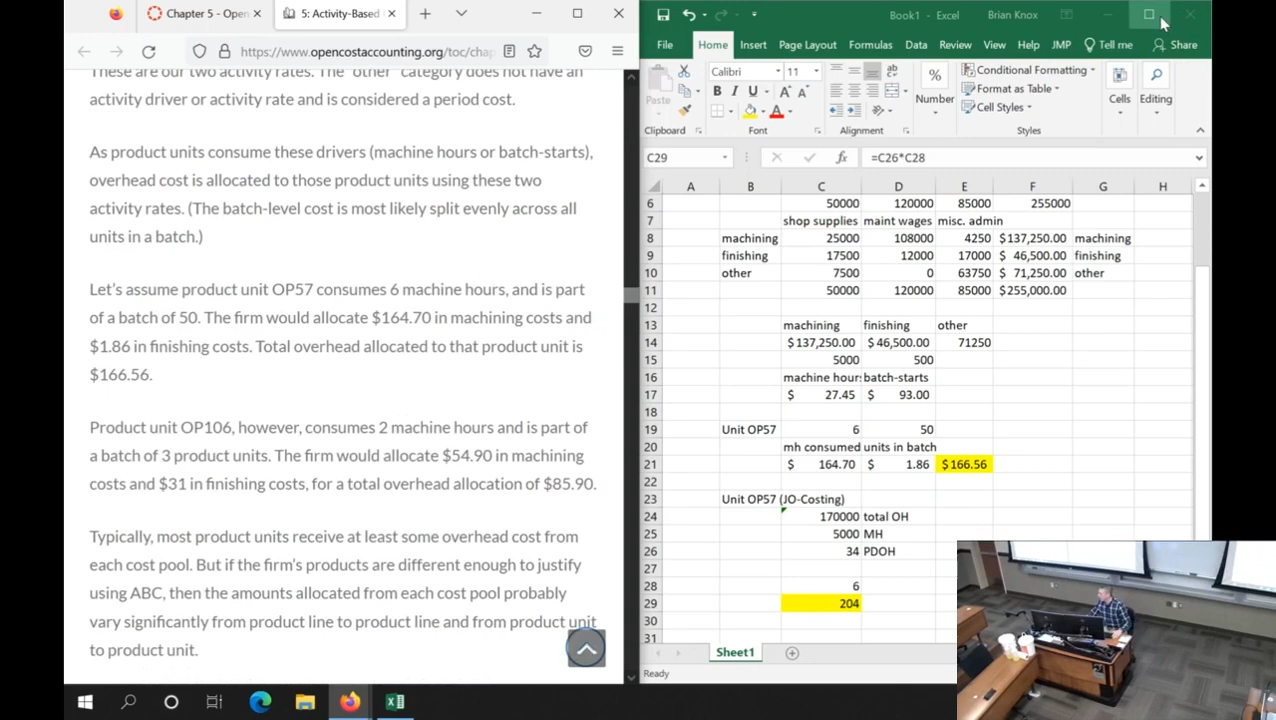 Chapter 5 - Open
5: Activity-Based
Book1 - Excel
Brian Knox
https://www.opencostaccounting.org/toc/chap
File Home Insert Page Layout Formulas Data Review View Help JMP Tell me Share
Calibri 11
Paste
B I U A A
Number
Conditional Formatting
Format as Table
Cell Styles
Cells
Editing
Clipboard Font Alignment Styles
C29 fx =C26*C28
These are our two activity rates. The "other" category does not have an
activity driver or activity rate and is considered a period cost.
As product units consume these drivers (machine hours or batch-starts),
overhead cost is allocated to those product units using these two
activity rates. (The batch-level cost is most likely split evenly across all
units in a batch.)
Let's assume product unit OP57 consumes 6 machine hours, and is part
of a batch of 50. The firm would allocate $164.70 in machining costs and
$1.86 in finishing costs. Total overhead allocated to that product unit is
$166.56.
Product unit OP106, however, consumes 2 machine hours and is part of
a batch of 3 product units. The firm would allocate $54.90 in machining
costs and $31 in finishing costs, for a total overhead allocation of $85.90.
Typically, most product units receive at least some overhead cost from
each cost pool. But if the firm's products are different enough to justify
using ABC, then the amounts allocated from each cost pool probably
vary significantly from product line to product line and from product unit
to product unit.
A B C D E F G H
6 50000 120000 85000 255000
7 shop supplies maint wages misc. admin
8 machining 25000 108000 4250 $137,250.00 machining
9 finishing 17500 12000 17000 $ 46,500.00 finishing
10 other 7500 0 63750 $ 71,250.00 other
11 50000 120000 85000 $255,000.00
12
13 machining finishing other
14 $137,250.00 $ 46,500.00 71250
15 5000 500
16 machine hour: batch-starts
17 $ 27.45 $ 93.00
18
19 Unit OP57 6 50
20 mh consumed units in batch
21 $ 164.70 $ 1.86 $166.56
22
23 Unit OP57 (JO-Costing)
24 170000 total OH
25 5000 MH
26 34 PDOH
27
28 6
29 204
30
31
Sheet1
Ready